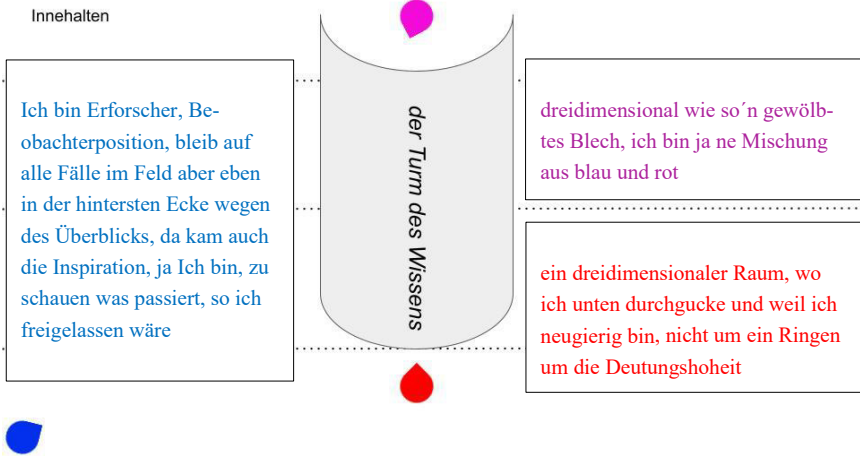 Innehalten
Ich bin Erforscher, Be-
obachterposition, bleib auf
alle Fälle im Feld aber eben
in der hintersten Ecke wegen
des Überblicks, da kam auch
die Inspiration, ja Ich bin, zu
schauen was passiert, so ich
freigelassen wäre
der Turm des Wissens
dreidimensional wie so´n gewölb-
tes Blech, ich bin ja ne Mischung
aus blau und rot
ein dreidimensionaler Raum, wo
ich unten durchgucke und weil ich
neugierig bin, nicht um ein Ringen
um die Deutungshoheit